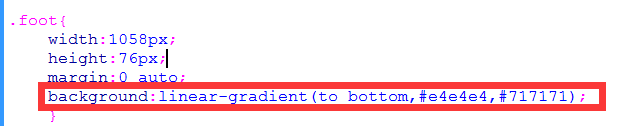 .foot{
width:1058px;
height:76px;
margin:0 auto;
background:linear-gradient(to bottom,#e4e4e4,#717171);
}